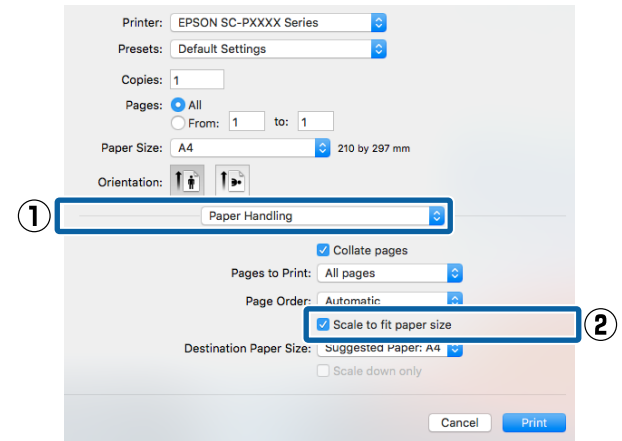 Printer: EPSON SC-PXXXX Series
Presets: Default Settings
Copies: 1
Pages: All
From: 1 to: 1
Paper Size: A4 210 by 297 mm
Orientation:
1 Paper Handling
Collate pages
Pages to Print: All pages
Page Order: Automatic
Scale to fit paper size 2
Destination Paper Size: Suggested Paper: A4
Scale down only
Cancel Print